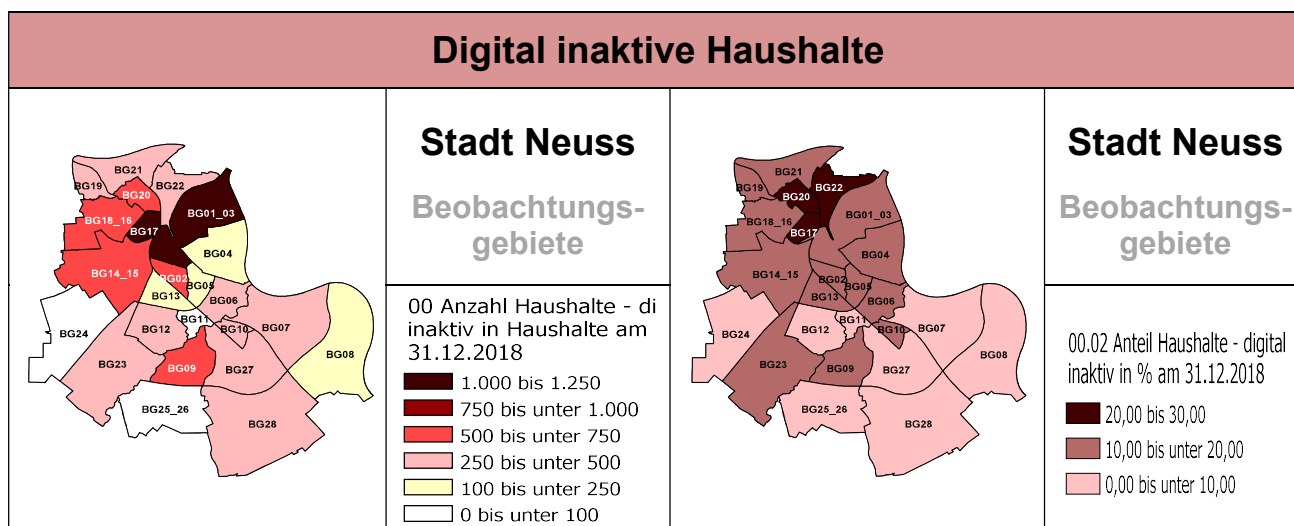 Digital inaktive Haushalte
BG21
BG19
BG20
BG22
BG18_16
BG01_03
BG17
BG04
BG14_15
BG02
BG05
BG13
BG06
BG24
BG12
BG11
BG10
BG07
BG08
BG23
BG09
BG27
BG25_26
BG28
Stadt Neuss
Beobachtungs-
gebiete
00 Anzahl Haushalte - di
inaktiv in Haushalte am
31.12.2018
1.000 bis 1.250
750 bis unter 1.000
500 bis unter 750
250 bis unter 500
100 bis unter 250
0 bis unter 100
BG21
BG19
BG20
BG22
BG18_16
BG01_03
BG17
BG04
BG14_15
BG02
BG05
BG13
BG06
BG24
BG12
BG11
BG10
BG07
BG08
BG23
BG09
BG27
BG25_26
BG28
Stadt Neuss
Beobachtungs-
gebiete
00.02 Anteil Haushalte - digital
inaktiv in % am 31.12.2018
20,00 bis 30,00
10,00 bis unter 20,00
0,00 bis unter 10,00